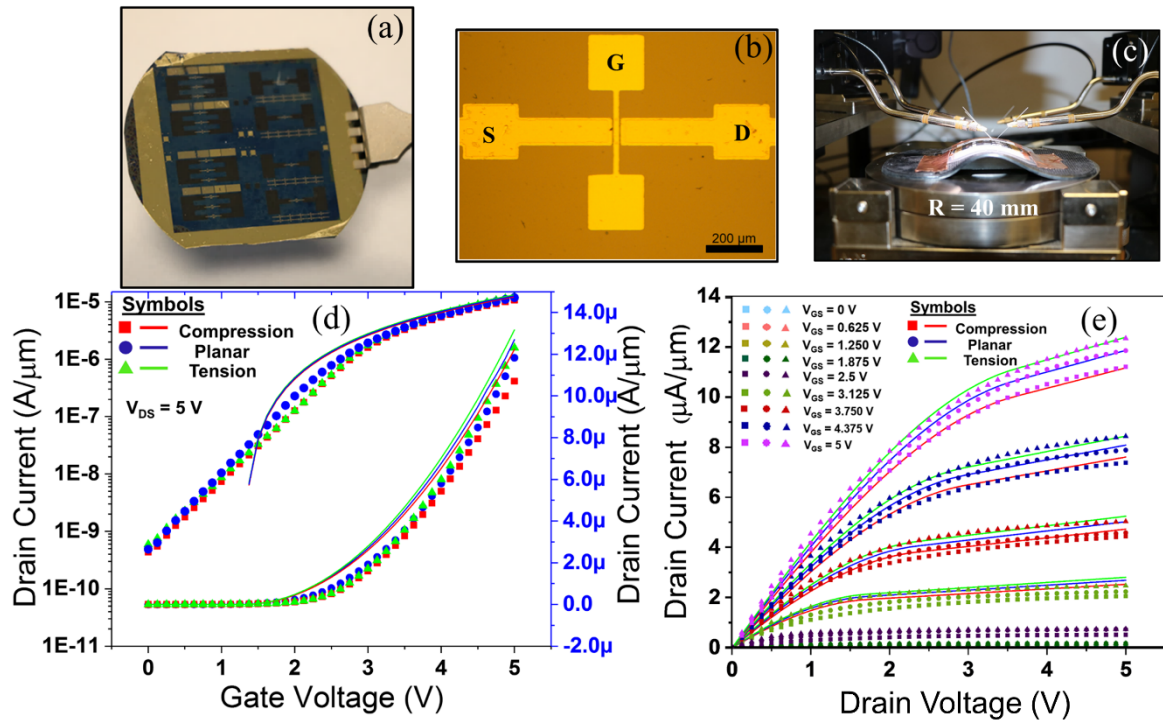 (a)
(b)
G
S
D
200 µm
(c)
R = 40 mm
(d)
Symbols
Compression
Planar
Tension
V_DS = 5 V
1E-5
1E-6
1E-7
1E-8
1E-9
1E-10
1E-11
Drain Current (A/µm)
14.0µ
12.0µ
10.0µ
8.0µ
6.0µ
4.0µ
2.0µ
0.0
-2.0µ
Drain Current (A/µm)
0 1 2 3 4 5
Gate Voltage (V)
(e)
V_GS = 0 V
V_GS = 0.625 V
V_GS = 1.250 V
V_GS = 1.875 V
V_GS = 2.5 V
V_GS = 3.125 V
V_GS = 3.750 V
V_GS = 4.375 V
V_GS = 5 V
Symbols
Compression
Planar
Tension
14
12
10
8
6
4
2
0
Drain Current (µA/µm)
0 1 2 3 4 5
Drain Voltage (V)